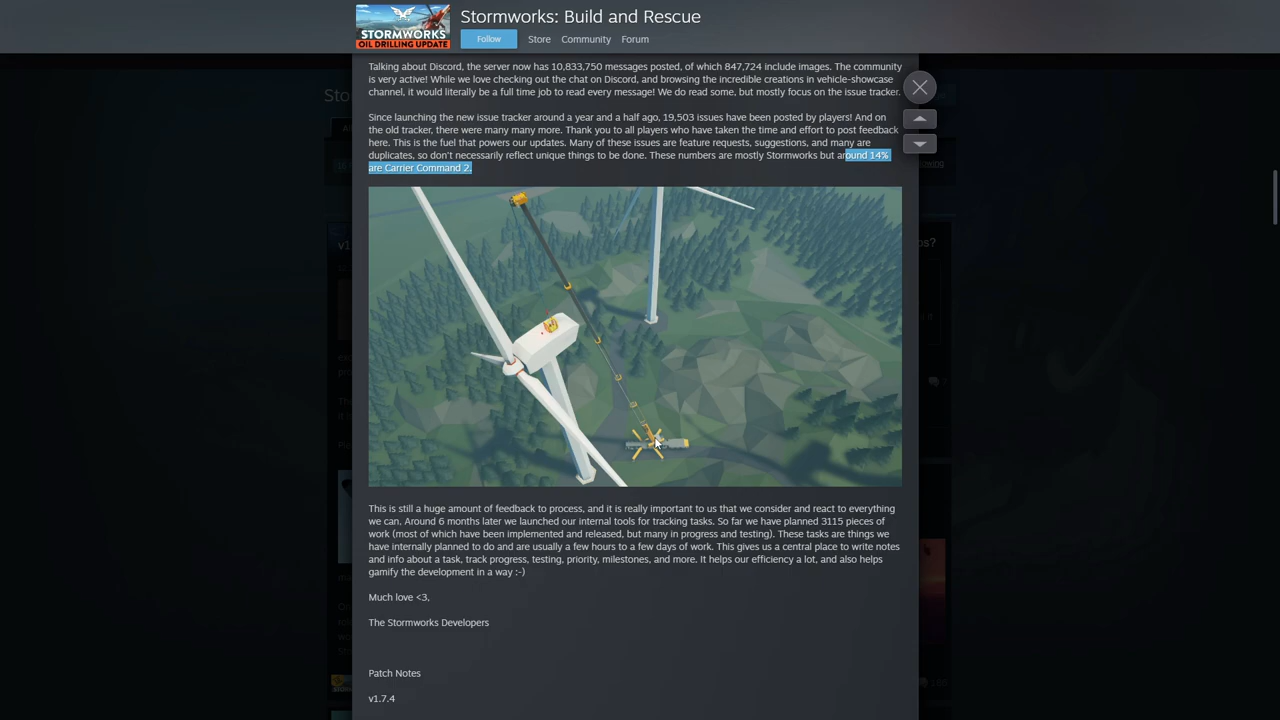 STORMWORKS
OIL DRILLING UPDATE
Stormworks: Build and Rescue
Follow
Store
Community
Forum
Talking about Discord, the server now has 10,833,750 messages posted, of which 847,724 include images. The community
is very active! While we love checking out the chat on Discord, and browsing the incredible creations in vehicle-showcase
channel, it would literally be a full time job to read every message! We do read some, but mostly focus on the issue tracker.
Since launching the new issue tracker around a year and a half ago, 19,503 issues have been posted by players! And on
the old tracker, there were many many more. Thank you to all players who have taken the time and effort to post feedback
here. This is the fuel that powers our updates. Many of these issues are feature requests, suggestions, and many are
duplicates, so don't necessarily reflect unique things to be done. These numbers are mostly Stormworks but around 14%
are Carrier Command 2.
This is still a huge amount of feedback to process, and it is really important to us that we consider and react to everything
we can. Around 6 months later we launched our internal tools for tracking tasks. So far we have planned 3115 pieces of
work (most of which have been implemented and released, but many in progress and testing). These tasks are things we
have internally planned to do and are usually a few hours to a few days of work. This gives us a central place to write notes
and info about a task, track progress, testing, priority, milestones, and more. It helps our efficiency a lot, and also helps
gamify the development in a way :-)
Much love <3,
The Stormworks Developers
Patch Notes
v1.7.4